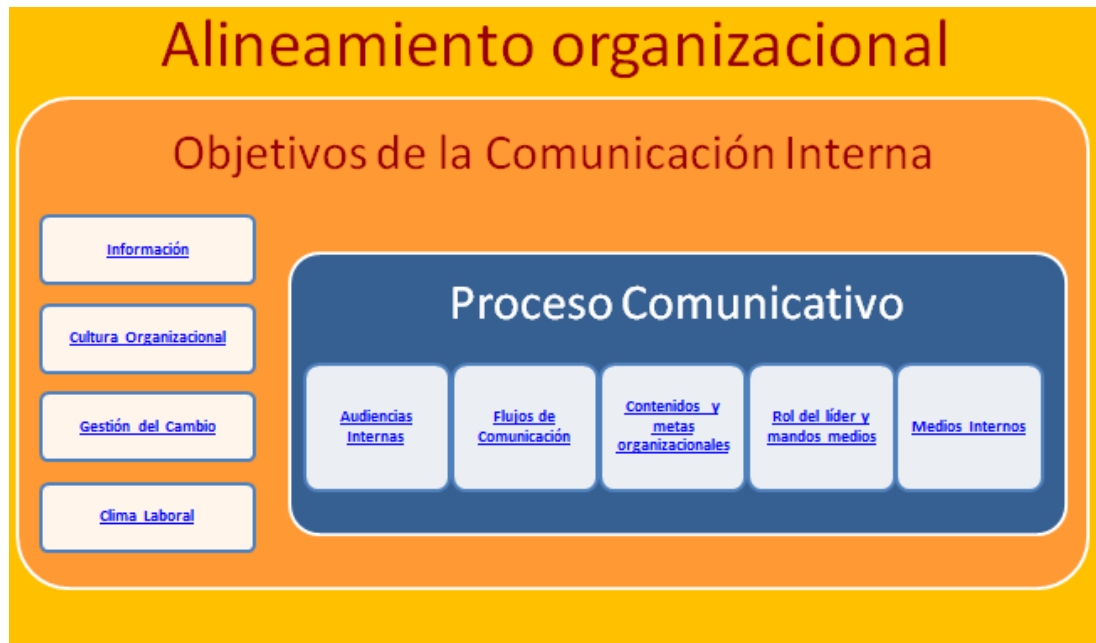 Alineamiento organizacional
Objetivos de la Comunicación Interna
Información
Cultura Organizacional
Gestión del Cambio
Clima Laboral
Proceso Comunicativo
Audiencias
Internas
Flujos de
Comunicación
Contenidos y
metas
organizacionales
Rol del líder y
mandos medios
Medios Internos